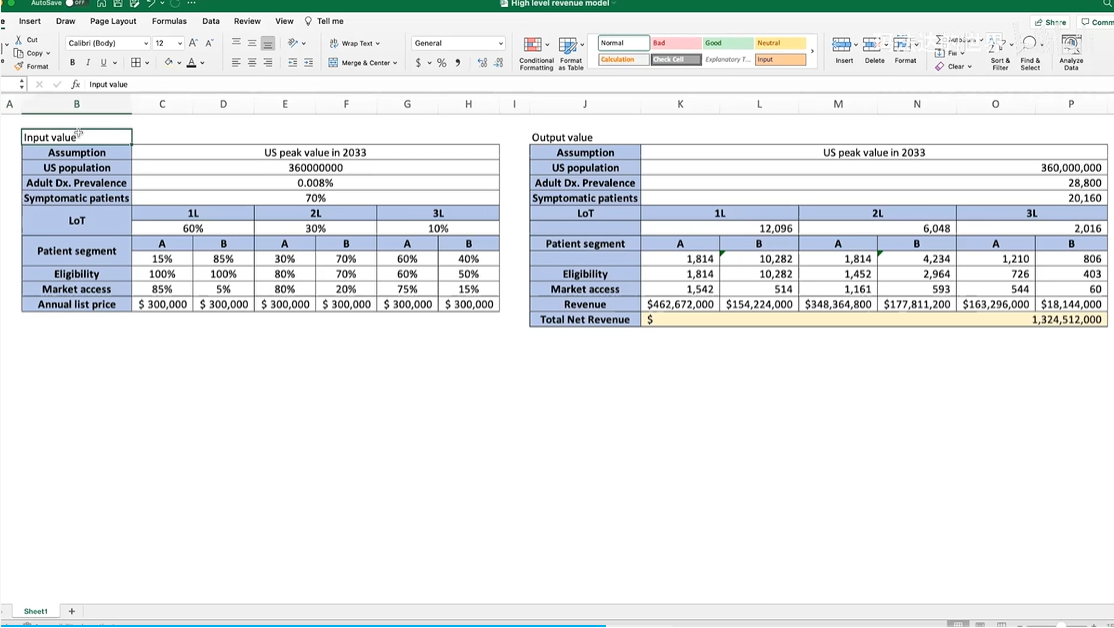 AutoSave OFF ... High level revenue model
Insert Draw Page Layout Formulas Data Review View Tell me Share
Cut Calibri (Body) 12 A^ Aˇ Wrap Text General Normal Bad Good Neutral
Copy
Format B I U A Merge & Center $ % Conditional Formatting Format as Table Calculation Check Cell Explanatory T... Input Insert Delete Format Fill Clear Sort & Filter Find & Select Analyze Data
fx Input value
A B C D E F G H I J K L M N O P
Input value Output value
Assumption US peak value in 2033 Assumption US peak value in 2033
US population 360000000 US population 360,000,000
Adult Dx. Prevalence 0.008% Adult Dx. Prevalence 28,800
Symptomatic patients 70% Symptomatic patients 20,160
LoT 1L 2L 3L LoT 1L 2L 3L
60% 30% 10% 12,096 6,048 2,016
Patient segment A B A B A B Patient segment A B A B A B
15% 85% 30% 70% 60% 40% 1,814 10,282 1,814 4,234 1,210 806
Eligibility 100% 100% 80% 70% 60% 50% Eligibility 1,814 10,282 1,452 2,964 726 403
Market access 85% 5% 80% 20% 75% 15% Market access 1,542 514 1,161 593 544 60
Annual list price $ 300,000 $ 300,000 $ 300,000 $ 300,000 $ 300,000 $ 300,000 Revenue $462,672,000 $154,224,000 $348,364,800 $177,811,200 $163,296,000 $18,144,000
Total Net Revenue $ 1,324,512,000
Sheet1 +